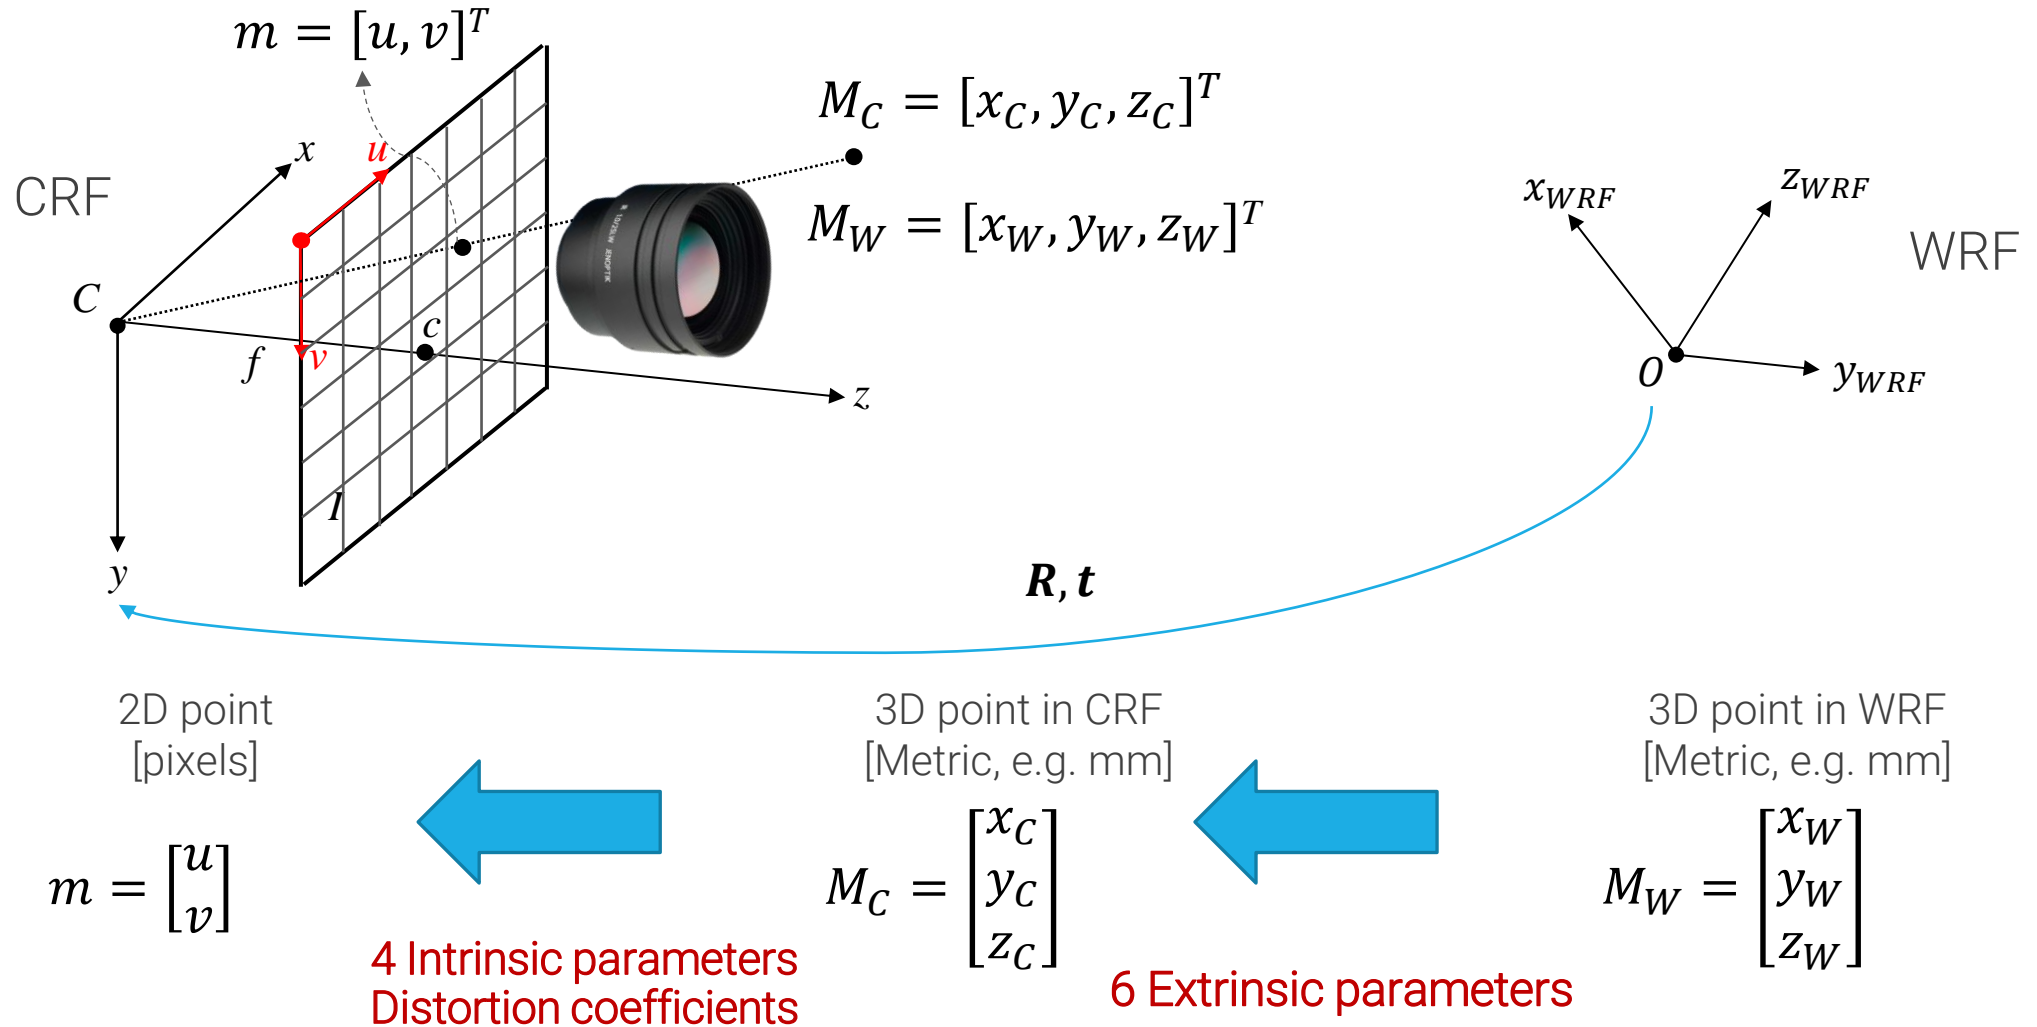 m = [u, v]^T
M_C = [x_C, y_C, z_C]^T
M_W = [x_W, y_W, z_W]^T
CRF
x
u
C
f
v
c
z
I
y
x_WRF
z_WRF
WRF
O
y_WRF
R, t
2D point
[pixels]
m = [u v]
4 Intrinsic parameters
Distortion coefficients
3D point in CRF
[Metric, e.g. mm]
M_C = [x_C y_C z_C]
6 Extrinsic parameters
3D point in WRF
[Metric, e.g. mm]
M_W = [x_W y_W z_W]